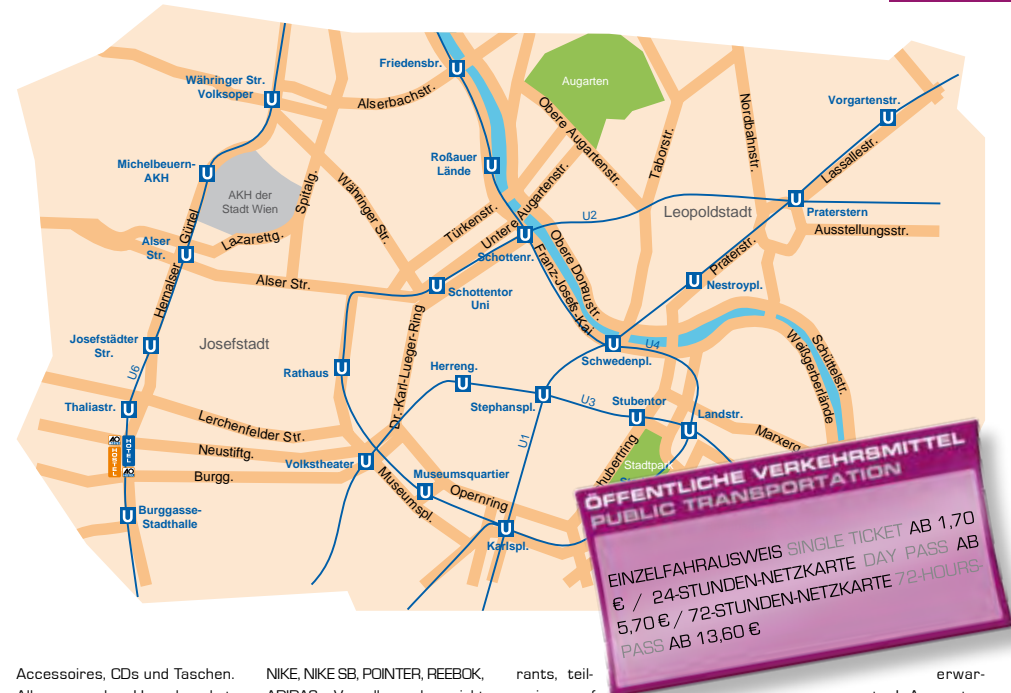 Friedensbr.
Augarten
Währinger Str.
Volksoper
Alserbachstr.
Vorgartenstr.
Obere Augartenstr.
Nordbahnstr.
Taborstr.
Lassallestr.
Roßauer
Lände
Michelbeuern-
AKH
AKH der
Stadt Wien
Spitalg.
Währinger Str.
Untere Augartenstr.
Türkenstr.
U2
Leopoldstadt
Praterstern
Ausstellungsstr.
Alser
Str.
Gürtel
Lazarettg.
Schottenr.
Obere Donaustr.
Franz-Josefs-Kai
Praterstr.
Nestroypl.
Hernalser
Alser Str.
Schottentor
Uni
Josefstädter
Str.
Josefstadt
U6
Rathaus
Dr.-Karl-Lueger-Ring
Herreng.
Schwedenpl.
U4
Schüttelstr.
Weißgerberlände
Stephanspl.
U3
Stubentor
Landstr.
Thaliastr.
Lerchenfelder Str.
U1
AO
HOSTEL
HOTEL
AO
Neustiftg.
Volkstheater
Burgg.
Museumsquartier
Museumspl.
Opernring
hubertring
Stadtpark
Marxerg
Burggasse-
Stadthalle
Karlspl.
ÖFFENTLICHE VERKEHRSMITTEL
PUBLIC TRANSPORTATION
EINZELFAHRAUSWEIS SINGLE TICKET AB 1,70
€ / 24-STUNDEN-NETZKARTE DAY PASS AB
5,70 € / 72-STUNDEN-NETZKARTE 72-HOURS-
PASS AB 13,60 €
Accessoires, CDs und Taschen.
NIKE, NIKE SB, POINTER, REEBOK,
rants, teil-
erwar-